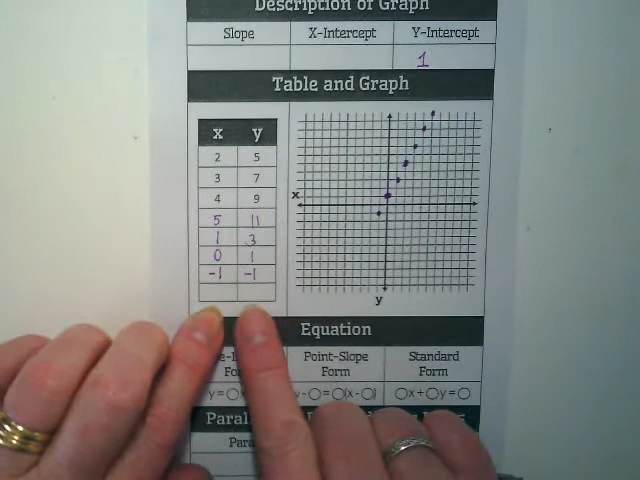 Description of Graph
Slope X-Intercept Y-Intercept
1
Table and Graph
x y
2 5
3 7
4 9
5 11
1 3
0 1
-1 -1
x
y
Equation
Point-Slope Standard
Form Form
y=○ y-○=○(x-○) ○x+○y=○